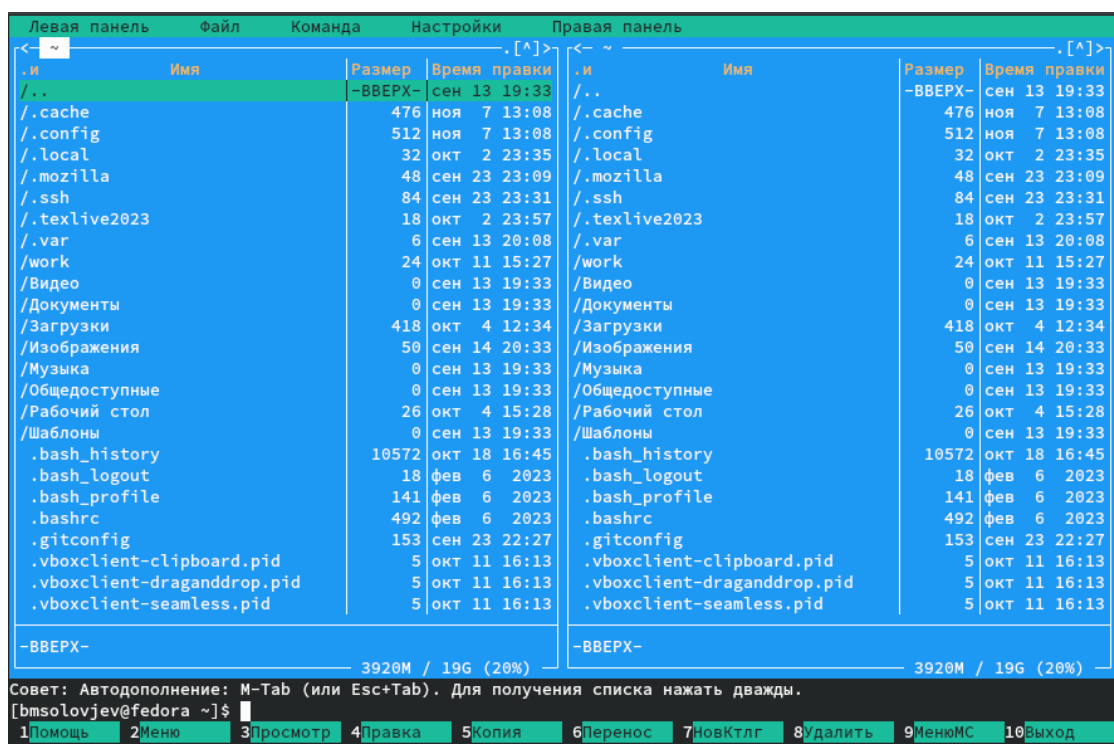 Левая панель Файл Команда Настройки Правая панель
<- ~ .[^]> <- ~ .[^]>
.и Имя Размер Время правки .и Имя Размер Время правки
/.. -ВВЕРХ- сен 13 19:33 /.. -ВВЕРХ- сен 13 19:33
/.cache 476 ноя 7 13:08 /.cache 476 ноя 7 13:08
/.config 512 ноя 7 13:08 /.config 512 ноя 7 13:08
/.local 32 окт 2 23:35 /.local 32 окт 2 23:35
/.mozilla 48 сен 23 23:09 /.mozilla 48 сен 23 23:09
/.ssh 84 сен 23 23:31 /.ssh 84 сен 23 23:31
/.texlive2023 18 окт 2 23:57 /.texlive2023 18 окт 2 23:57
/.var 6 сен 13 20:08 /.var 6 сен 13 20:08
/work 24 окт 11 15:27 /work 24 окт 11 15:27
/Видео 0 сен 13 19:33 /Видео 0 сен 13 19:33
/Документы 0 сен 13 19:33 /Документы 0 сен 13 19:33
/Загрузки 418 окт 4 12:34 /Загрузки 418 окт 4 12:34
/Изображения 50 сен 14 20:33 /Изображения 50 сен 14 20:33
/Музыка 0 сен 13 19:33 /Музыка 0 сен 13 19:33
/Общедоступные 0 сен 13 19:33 /Общедоступные 0 сен 13 19:33
/Рабочий стол 26 окт 4 15:28 /Рабочий стол 26 окт 4 15:28
/Шаблоны 0 сен 13 19:33 /Шаблоны 0 сен 13 19:33
.bash_history 10572 окт 18 16:45 .bash_history 10572 окт 18 16:45
.bash_logout 18 фев 6 2023 .bash_logout 18 фев 6 2023
.bash_profile 141 фев 6 2023 .bash_profile 141 фев 6 2023
.bashrc 492 фев 6 2023 .bashrc 492 фев 6 2023
.gitconfig 153 сен 23 22:27 .gitconfig 153 сен 23 22:27
.vboxclient-clipboard.pid 5 окт 11 16:13 .vboxclient-clipboard.pid 5 окт 11 16:13
.vboxclient-draganddrop.pid 5 окт 11 16:13 .vboxclient-draganddrop.pid 5 окт 11 16:13
.vboxclient-seamless.pid 5 окт 11 16:13 .vboxclient-seamless.pid 5 окт 11 16:13
-ВВЕРХ- -ВВЕРХ-
3920M / 19G (20%) 3920M / 19G (20%)
Совет: Автодополнение: M-Tab (или Esc+Tab). Для получения списка нажать дважды.
[bmsolovjev@fedora ~]$
1Помощь 2Меню 3Просмотр 4Правка 5Копия 6Перенос 7НовКтлг 8Удалить 9МенюМС 10Выход